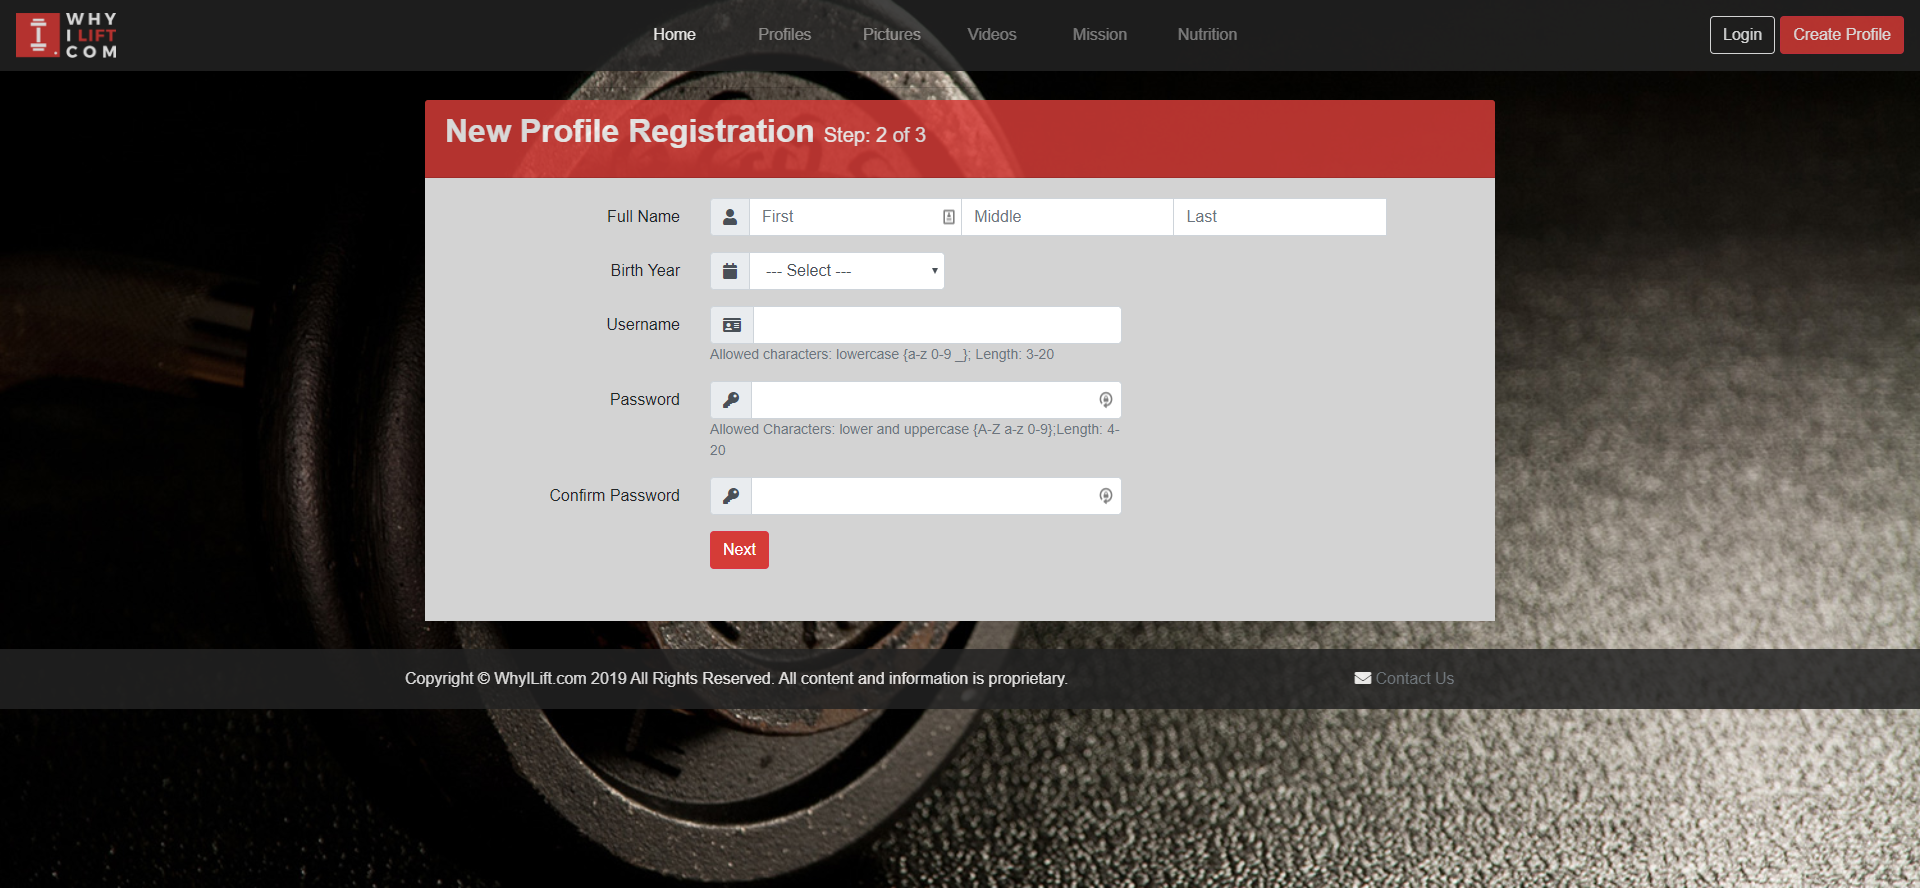 WHY
I LIFT
.COM
Home
Profiles
Pictures
Videos
Mission
Nutrition
Login
Create Profile
New Profile Registration Step: 2 of 3
Full Name
First
Middle
Last
Birth Year
--- Select ---
Username
Allowed characters: lowercase {a-z 0-9 _}; Length: 3-20
Password
Allowed Characters: lower and uppercase {A-Z a-z 0-9};Length: 4-
20
Confirm Password
Next
Copyright © WhyILift.com 2019 All Rights Reserved. All content and information is proprietary.
Contact Us